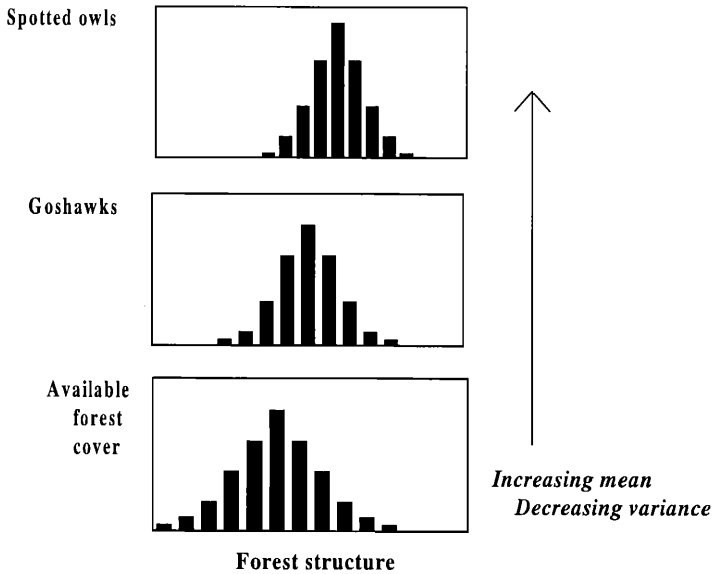 Spotted owls
Goshawks
Available
forest
cover
Increasing mean
Decreasing variance
Forest structure